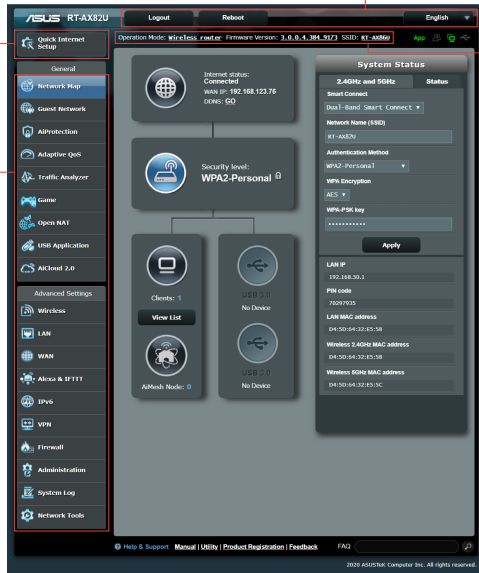 ASUS RT-AX82U
Logout
Reboot
English
Quick Internet
Setup
Operation Mode: Wireless router Firmware Version: 3.0.0.4.384_9173 SSID: RT-AX86U
App
General
Network Map
Guest Network
AiProtection
Adaptive QoS
Traffic Analyzer
Game
Open NAT
USB Application
AiCloud 2.0
Advanced Settings
Wireless
LAN
WAN
Alexa & IFTTT
IPv6
VPN
Firewall
Administration
System Log
Network Tools
Internet status:
Connected
WAN IP: 192.168.123.76
DDNS: GO
Security level:
WPA2-Personal
Clients: 1
View List
AiMesh Node: 0
USB 3.0
No Device
USB 3.0
No Device
System Status
2.4GHz and 5GHz
Status
Smart Connect
Dual-Band Smart Connect
Network Name (SSID)
RT-AX82U
Authentication Method
WPA2-Personal
WPA Encryption
AES
WPA-PSK key
•••••••••••
Apply
LAN IP
192.168.50.1
PIN code
70297935
LAN MAC address
D4:5D:64:32:E5:58
Wireless 2.4GHz MAC address
D4:5D:64:32:E5:58
Wireless 5GHz MAC address
D4:5D:64:32:E5:5C
Help & Support Manual | Utility | Product Registration | Feedback
FAQ
2020 ASUSTeK Computer Inc. All rights reserved.